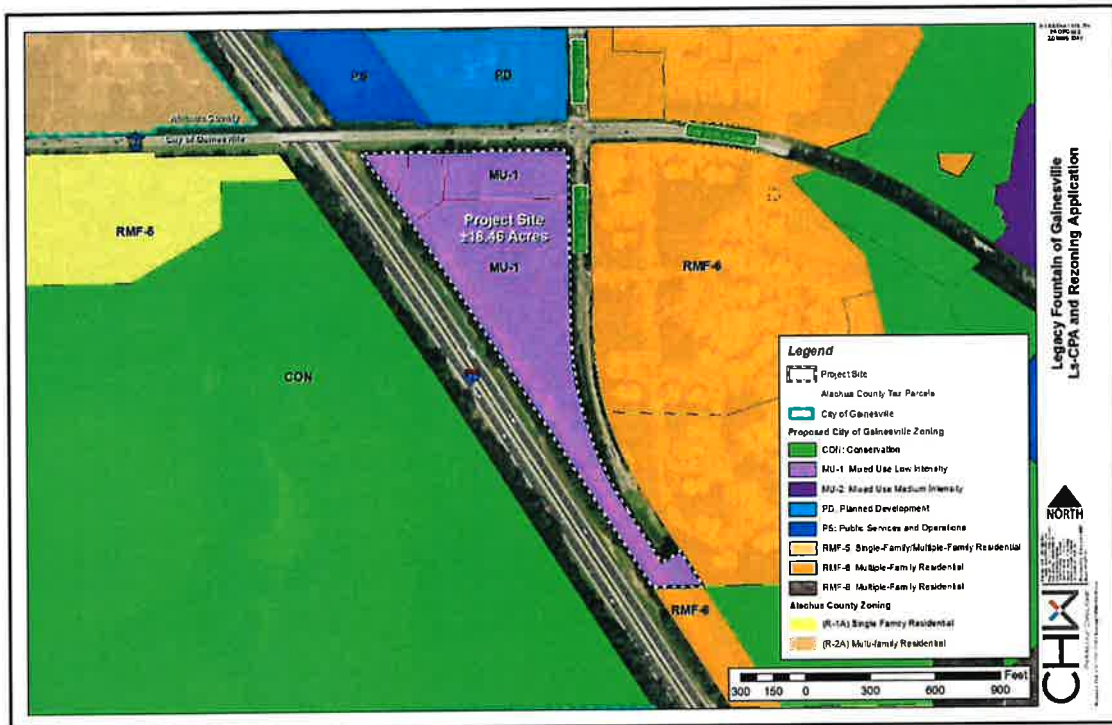 PROPOSED
ZONING MAP
PS
PD
Alachua County
City of Gainesville
MU-1
RMF-5
Project Site
±16.46 Acres
MU-1
RMF-6
CON
RMF-6
Legend
Project Site
Alachua County Tax Parcels
City of Gainesville
Proposed City of Gainesville Zoning
CON: Conservation
MU-1: Mixed Use Low Intensity
MU-2: Mixed Use Medium Intensity
PD: Planned Development
PS: Public Services and Operations
RMF-5: Single-Family/Multiple-Family Residential
RMF-6: Multiple-Family Residential
RMF-8: Multiple-Family Residential
Alachua County Zoning
(R-1A) Single Family Residential
(R-2A) Multi-family Residential
Feet
300 150 0 300 600 900
Legacy Fountain of Gainesville
Ls-CPA and Rezoning Application
NORTH
CHW